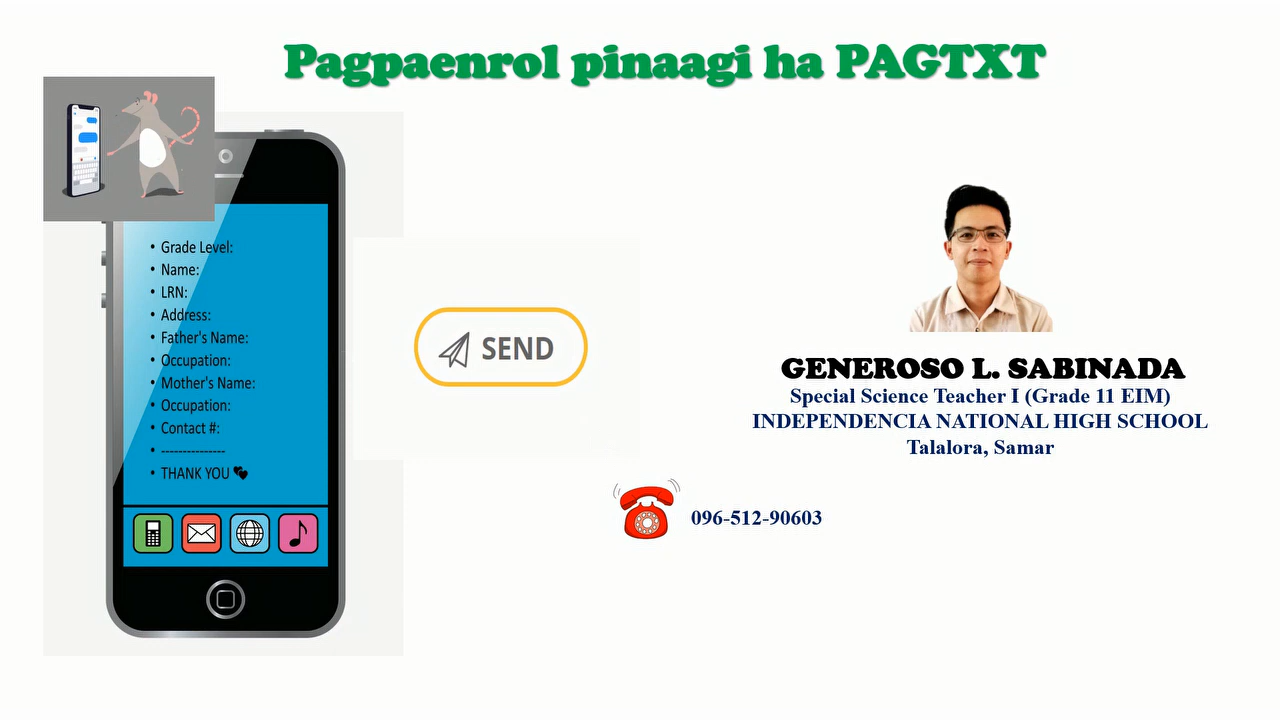 Pagpaenrol pinaagi ha PAGTXT
• Grade Level:
• Name:
• LRN:
• Address:
• Father's Name:
• Occupation:
• Mother's Name:
• Occupation:
• Contact #:
• ---------------
• THANK YOU
SEND
GENEROSO L. SABINADA
Special Science Teacher I (Grade 11 EIM)
INDEPENDENCIA NATIONAL HIGH SCHOOL
Talalora, Samar
096-512-90603